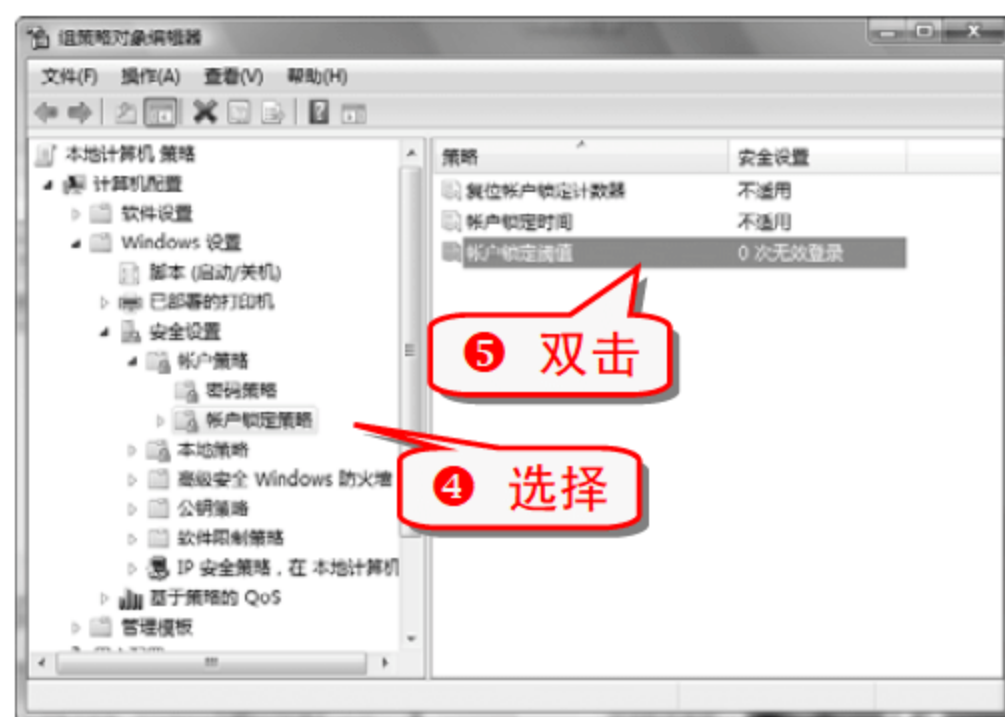 组策略对象编辑器
文件(F) 操作(A) 查看(V) 帮助(H)
本地计算机 策略
计算机配置
软件设置
Windows 设置
脚本 (启动/关机)
已部署的打印机
安全设置
帐户策略
密码策略
帐户锁定策略
本地策略
高级安全 Windows 防火墙
公钥策略
软件限制策略
IP 安全策略，在 本地计算机
基于策略的 QoS
管理模板
策略 安全设置
复位帐户锁定计数器 不适用
帐户锁定时间 不适用
帐户锁定阈值 0 次无效登录
❺ 双击
❹ 选择